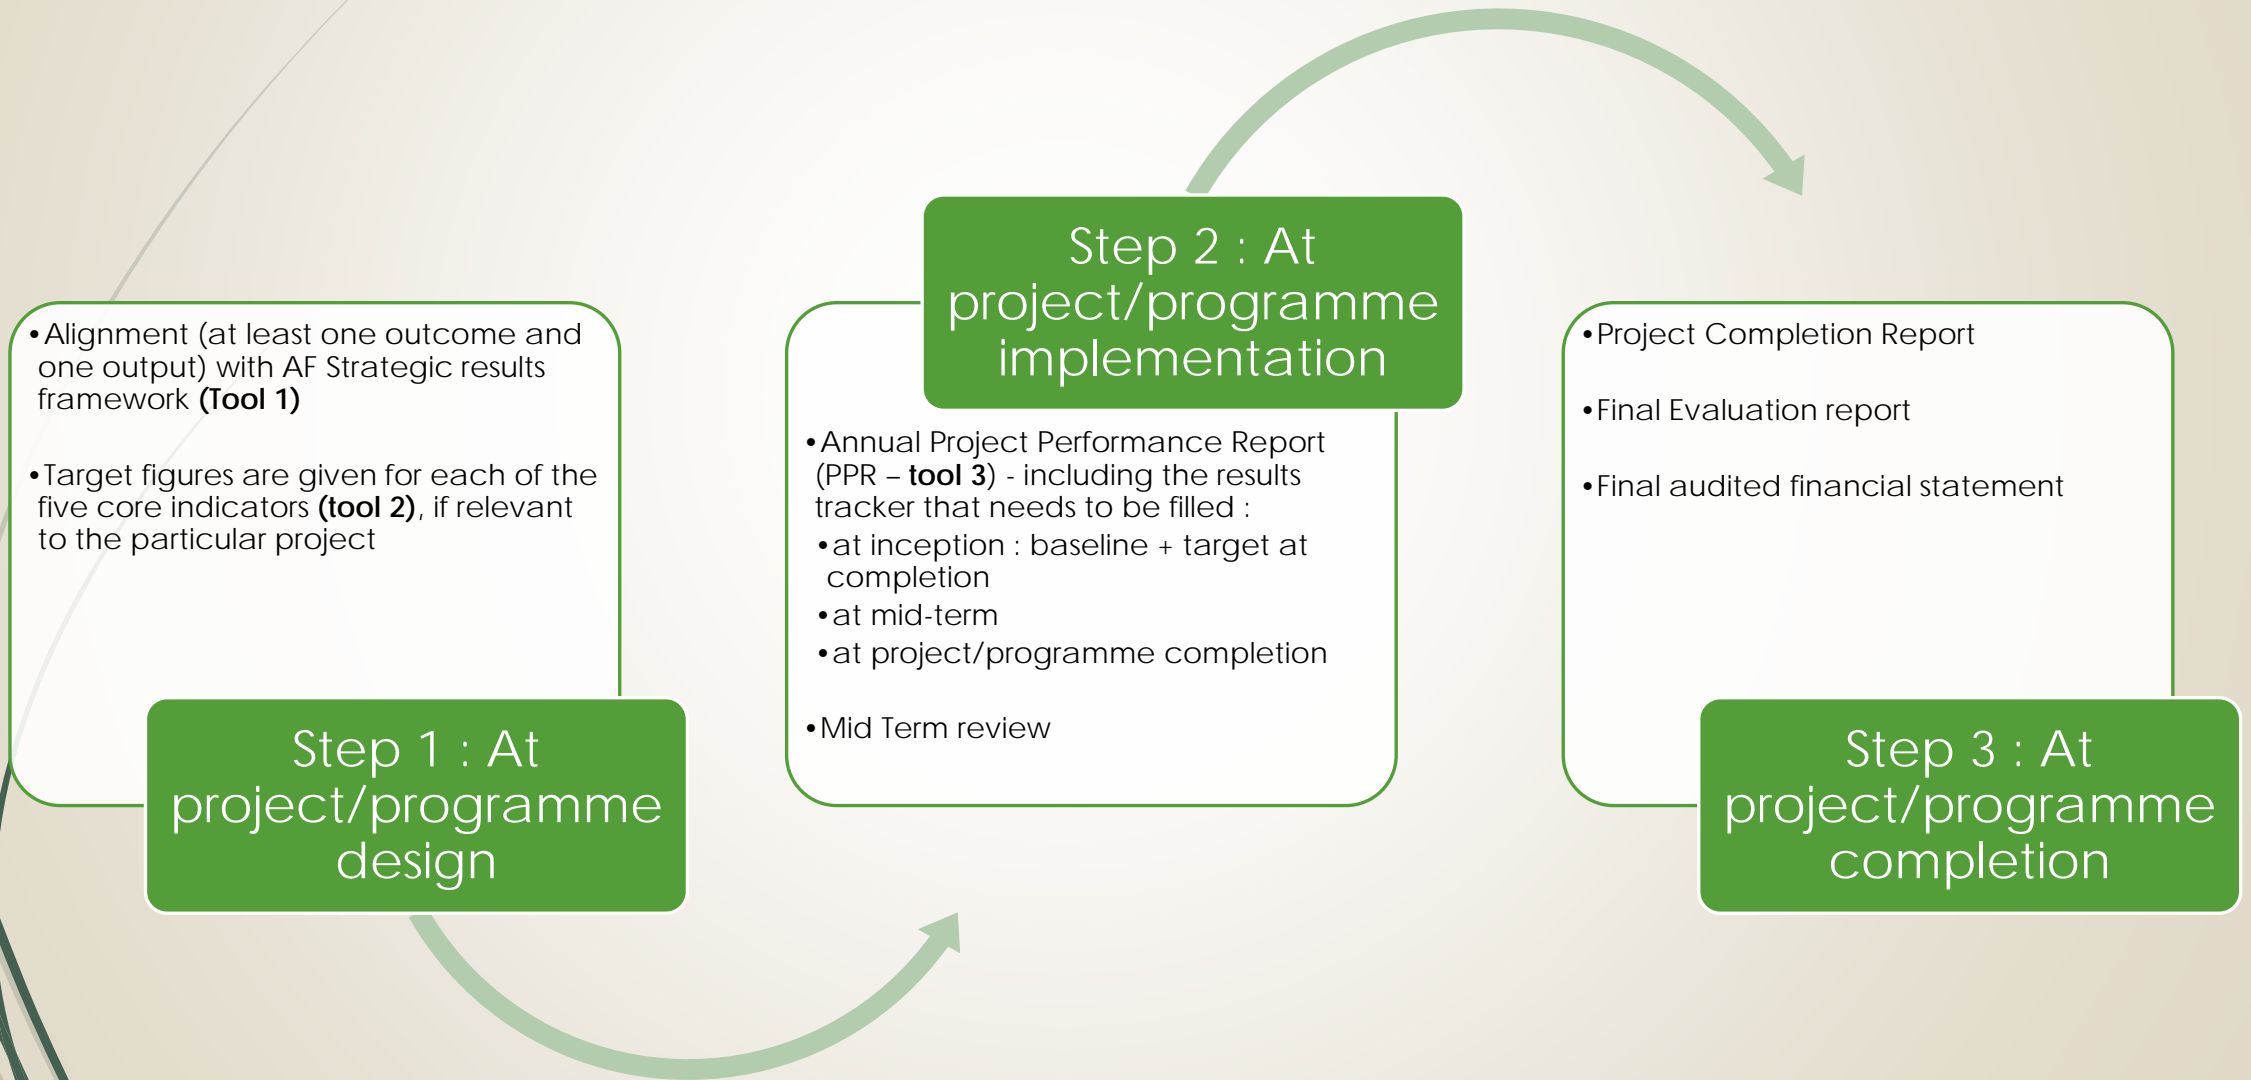 •Alignment (at least one outcome and
one output) with AF Strategic results
framework (Tool 1)
•Target figures are given for each of the
five core indicators (tool 2), if relevant
to the particular project
Step 1 : At
project/programme
design
Step 2 : At
project/programme
implementation
•Annual Project Performance Report
(PPR – tool 3) - including the results
tracker that needs to be filled :
•at inception : baseline + target at
completion
•at mid-term
•at project/programme completion
•Mid Term review
•Project Completion Report
•Final Evaluation report
•Final audited financial statement
Step 3 : At
project/programme
completion